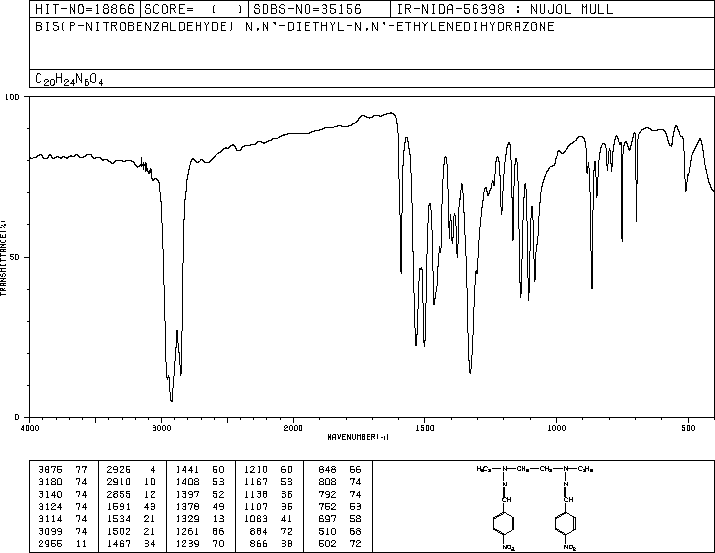 HIT-NO=18866 SCORE= ( ) SDBS-NO=35156 IR-NIDA-56398 : NUJOL MULL
BIS(P-NITROBENZALDEHYDE) N,N'-DIETHYL-N,N'-ETHYLENEDIHYDRAZONE
C20H24N6O4
100
50
0
TRANSMITTANCE(%)
4000 3000 2000 1500 1000 500
WAVENUMBER(-1)
77 2926 4 1441 60 1210 60 848 66
3180 74 2910 10 1408 53 1167 53 808 74
3140 74 2855 12 1397 52 1138 36 792 74
3124 74 1591 43 1378 49 1107 36 752 53
3114 74 1534 21 1329 13 1083 41 697 58
3099 74 1502 21 1261 1 884 72 510 68
2955 11 1467 34 1239 70 866 38 502 72
H5C2 N CH2 CH2 N C2H5
N N
CH CH
NO2 NO2